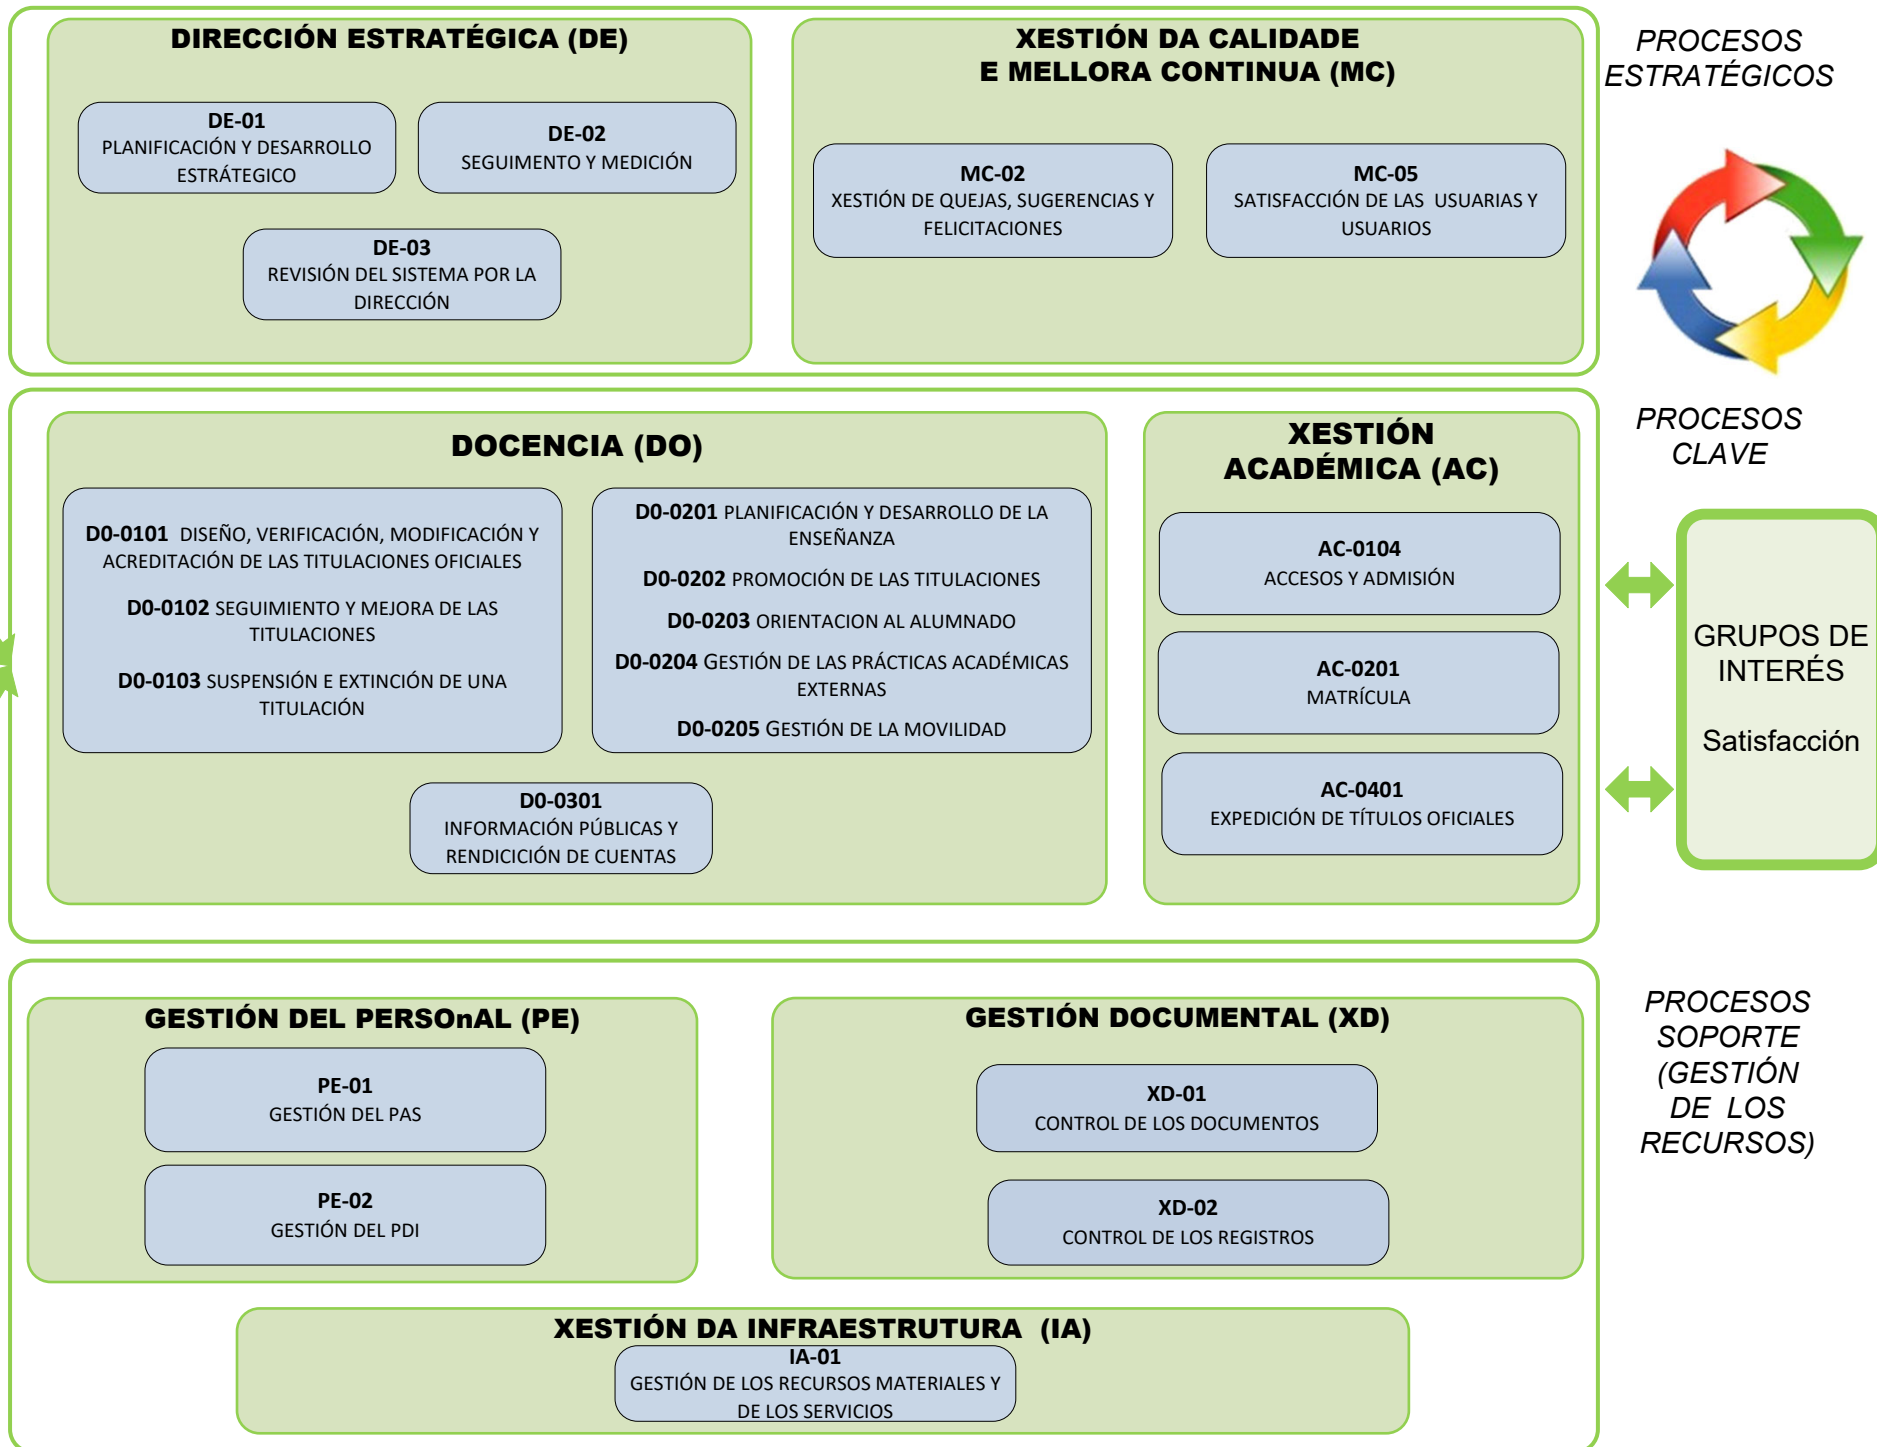 DIRECCIÓN ESTRATÉGICA (DE)
DE-01
PLANIFICACIÓN Y DESARROLLO
ESTRÁTEGICO
DE-02
SEGUIMENTO Y MEDICIÓN
DE-03
REVISIÓN DEL SISTEMA POR LA
DIRECCIÓN
XESTIÓN DA CALIDADE
E MELLORA CONTINUA (MC)
MC-02
XESTIÓN DE QUEJAS, SUGERENCIAS Y
FELICITACIONES
MC-05
SATISFACCIÓN DE LAS USUARIAS Y
USUARIOS
PROCESOS
ESTRATÉGICOS
DOCENCIA (DO)
D0-0101 DISEÑO, VERIFICACIÓN, MODIFICACIÓN Y
ACREDITACIÓN DE LAS TITULACIONES OFICIALES
D0-0102 SEGUIMIENTO Y MEJORA DE LAS
TITULACIONES
D0-0103 SUSPENSIÓN E EXTINCIÓN DE UNA
TITULACIÓN
D0-0201 PLANIFICACIÓN Y DESARROLLO DE LA
ENSEÑANZA
D0-0202 PROMOCIÓN DE LAS TITULACIONES
D0-0203 ORIENTACION AL ALUMNADO
D0-0204 GESTIÓN DE LAS PRÁCTICAS ACADÉMICAS
EXTERNAS
D0-0205 GESTIÓN DE LA MOVILIDAD
D0-0301
INFORMACIÓN PÚBLICAS Y
RENDICICIÓN DE CUENTAS
XESTIÓN
ACADÉMICA (AC)
AC-0104
ACCESOS Y ADMISIÓN
AC-0201
MATRÍCULA
AC-0401
EXPEDICIÓN DE TÍTULOS OFICIALES
PROCESOS
CLAVE
GRUPOS DE
INTERÉS
Satisfacción
GESTIÓN DEL PERSOnAL (PE)
PE-01
GESTIÓN DEL PAS
PE-02
GESTIÓN DEL PDI
GESTIÓN DOCUMENTAL (XD)
XD-01
CONTROL DE LOS DOCUMENTOS
XD-02
CONTROL DE LOS REGISTROS
PROCESOS
SOPORTE
(GESTIÓN
DE LOS
RECURSOS)
XESTIÓN DA INFRAESTRUTURA (IA)
IA-01
GESTIÓN DE LOS RECURSOS MATERIALES Y
DE LOS SERVICIOS